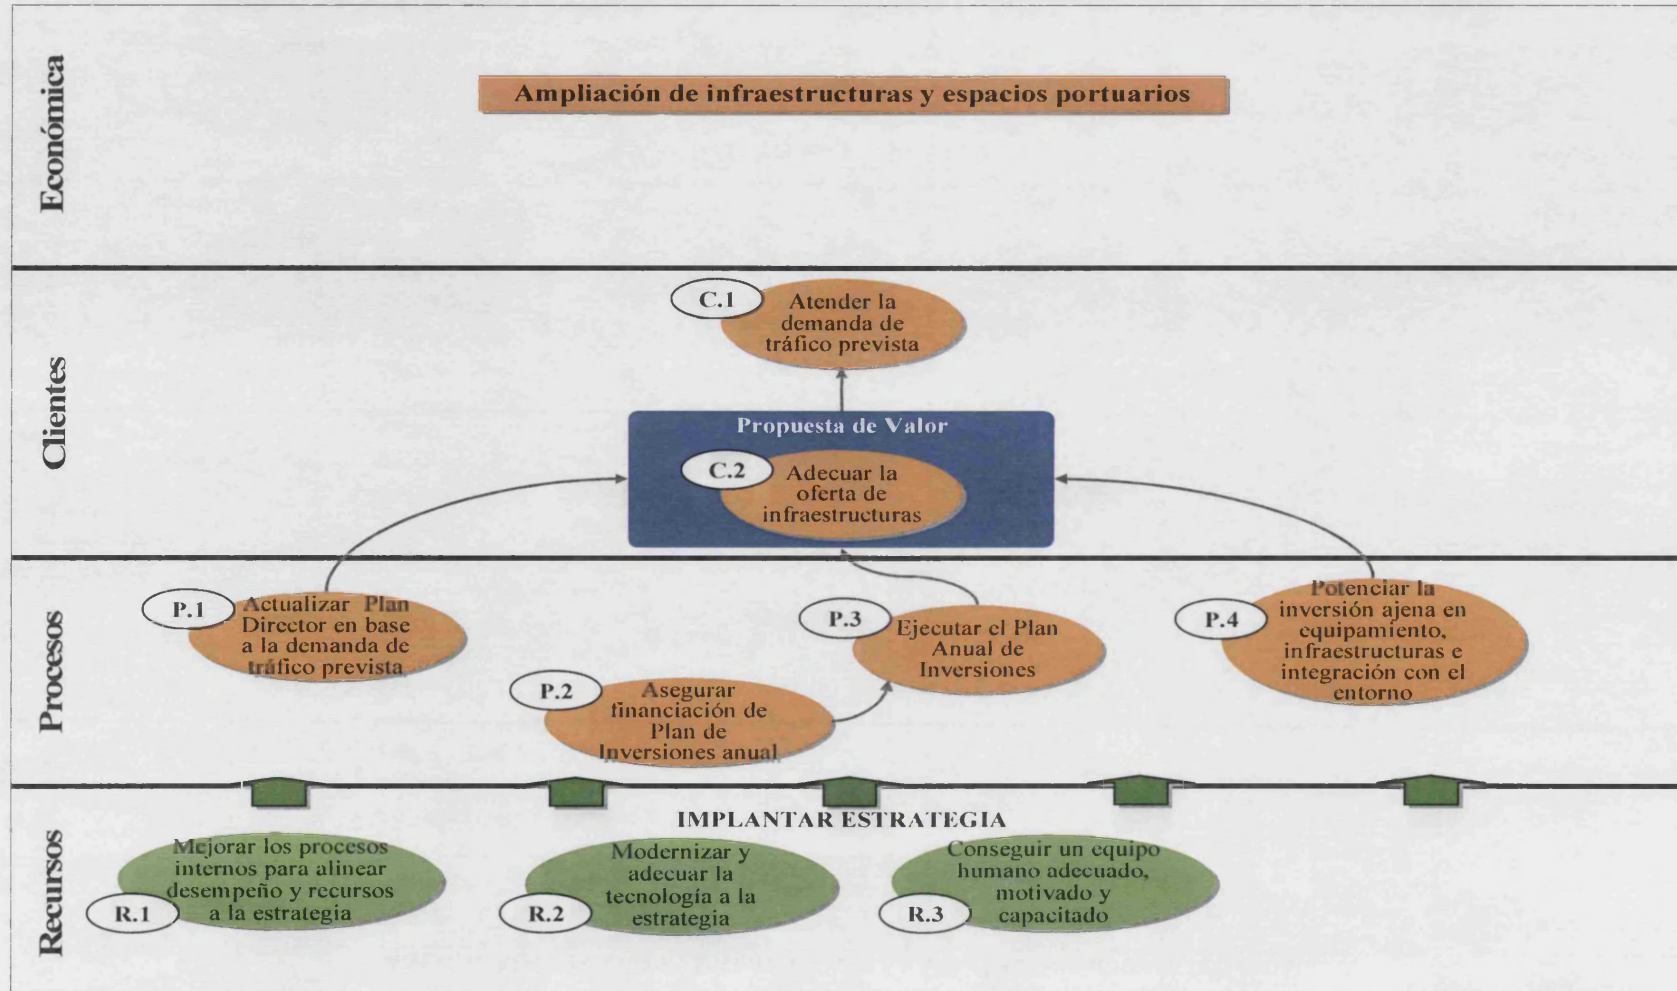 Económica
Ampliación de infraestructuras y espacios portuarios
Clientes
C.1
Atender la
demanda de
tráfico prevista
Propuesta de Valor
C.2
Adecuar la
oferta de
infraestructuras
Procesos
P.1
Actualizar Plan
Director en base
a la demanda de
tráfico prevista
P.2
Asegurar
financiación de
Plan de
Inversiones anual
P.3
Ejecutar el Plan
Anual de
Inversiones
P.4
Potenciar la
inversión ajena en
equipamiento,
infraestructuras e
integración con el
entorno
Recursos
IMPLANTAR ESTRATEGIA
R.1
Mejorar los procesos
internos para alinear
desempeño y recursos
a la estrategia
R.2
Modernizar y
adecuar la
tecnología a la
estrategia
R.3
Conseguir un equipo
humano adecuado,
motivado y
capacitado